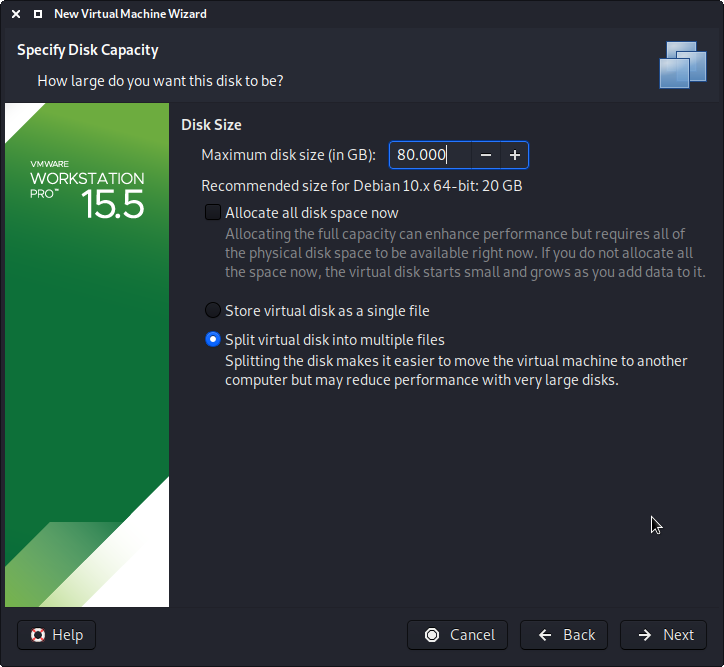 New Virtual Machine Wizard
Specify Disk Capacity
How large do you want this disk to be?
VMWARE
WORKSTATION
PRO™
15.5
Disk Size
Maximum disk size (in GB): 80.000 − +
Recommended size for Debian 10.x 64-bit: 20 GB
Allocate all disk space now
Allocating the full capacity can enhance performance but requires all of
the physical disk space to be available right now. If you do not allocate all
the space now, the virtual disk starts small and grows as you add data to it.
Store virtual disk as a single file
Split virtual disk into multiple files
Splitting the disk makes it easier to move the virtual machine to another
computer but may reduce performance with very large disks.
Help Cancel Back Next